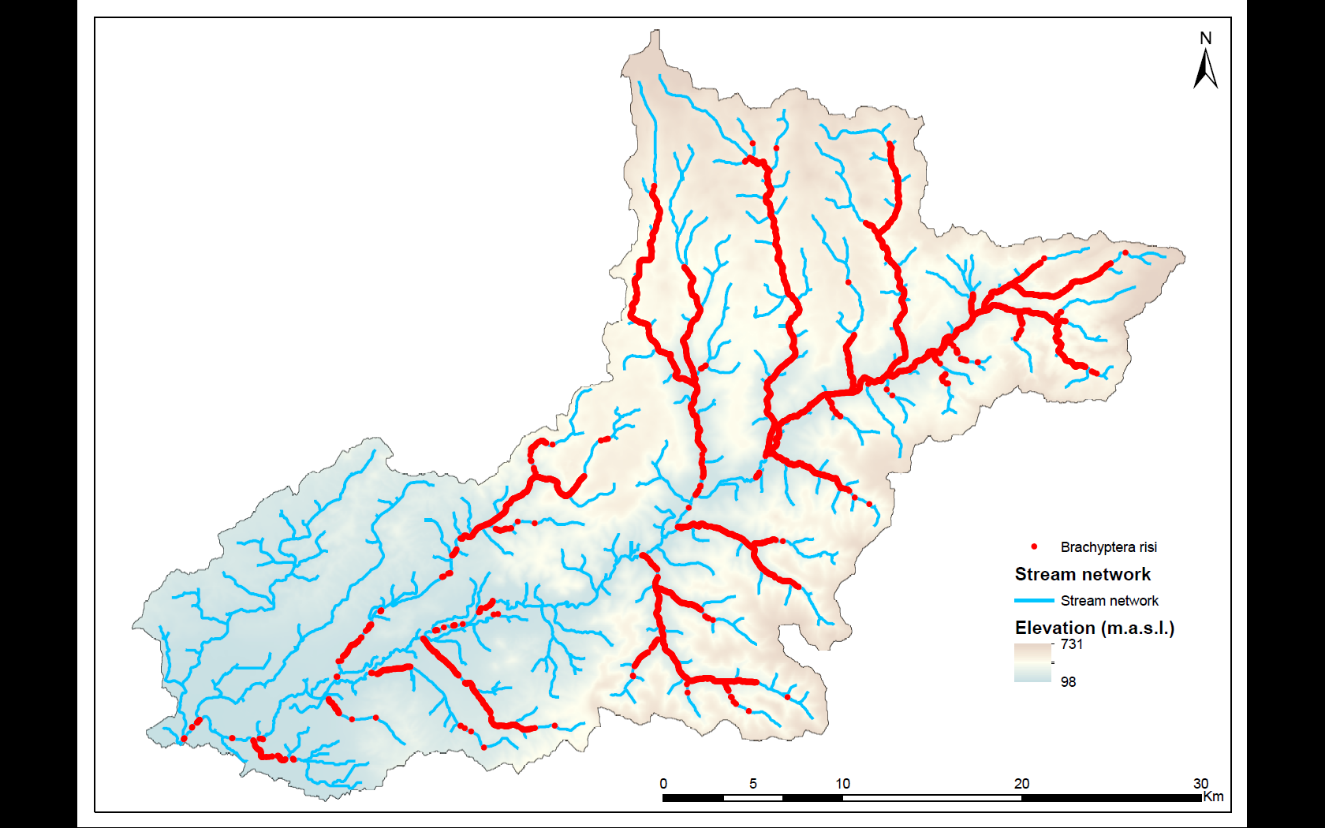 N
Brachyptera risi
Stream network
Stream network
Elevation (m.a.s.l.)
731
98
0 5 10 20 30
Km